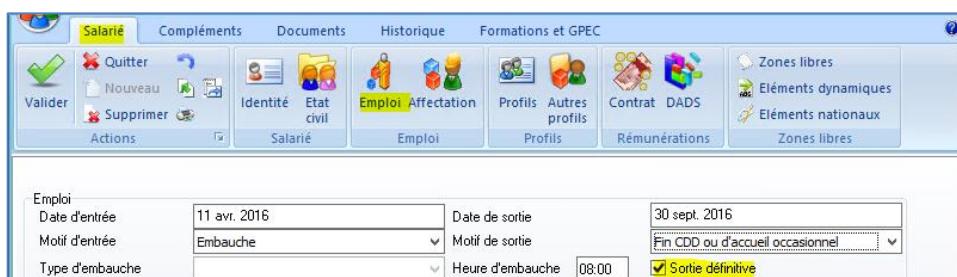 Salarié Compléments Documents Historique Formations et GPEC
Valider
Quitter
Nouveau
Supprimer
Actions
Identité
Etat civil
Salarié
Emploi
Affectation
Emploi
Profils
Autres profils
Profils
Contrat
DADS
Rémunérations
Zones libres
Eléments dynamiques
Eléments nationaux
Zones libres
Emploi
Date d'entrée 11 avr. 2016 Date de sortie 30 sept. 2016
Motif d'entrée Embauche Motif de sortie Fin CDD ou d'accueil occasionnel
Type d'embauche Heure d'embauche 08:00 Sortie définitive